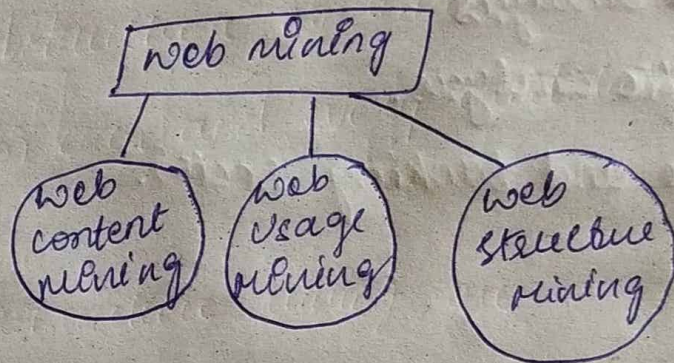 web mining
web
content
mining
web
usage
mining
web
structure
mining